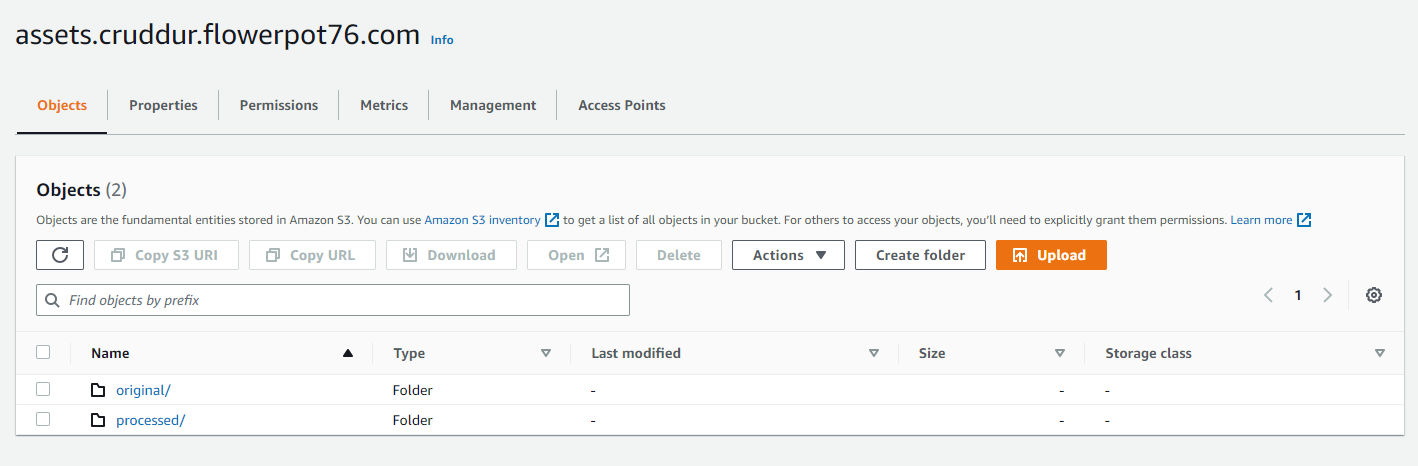 assets.cruddur.flowerpot76.com Info
Objects Properties Permissions Metrics Management Access Points
Objects (2)
Objects are the fundamental entities stored in Amazon S3. You can use Amazon S3 inventory to get a list of all objects in your bucket. For others to access your objects, you'll need to explicitly grant them permissions. Learn more
Copy S3 URI Copy URL Download Open Delete Actions Create folder Upload
Find objects by prefix 1
Name Type Last modified Size Storage class
original/ Folder - - -
processed/ Folder - - -